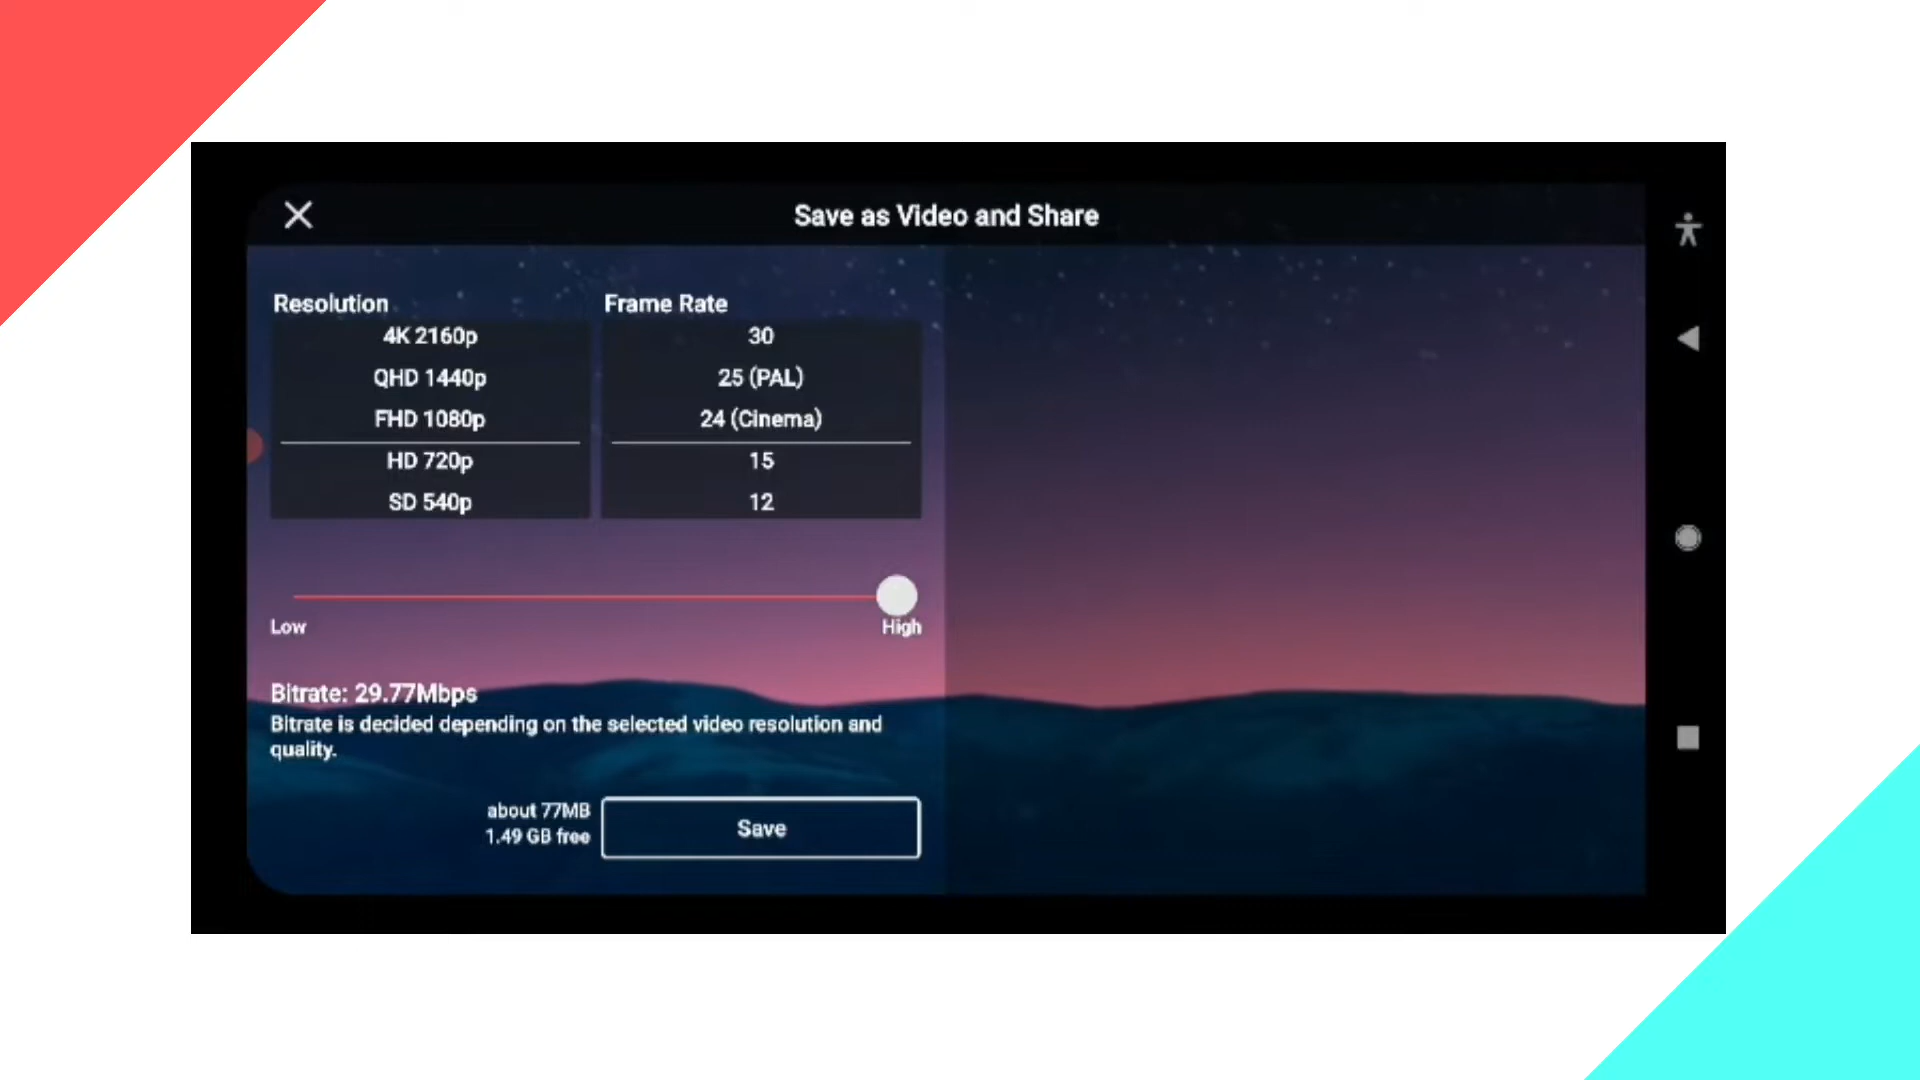 Save as Video and Share
Resolution
4K 2160p
QHD 1440p
FHD 1080p
HD 720p
SD 540p
Frame Rate
30
25 (PAL)
24 (Cinema)
15
12
Low
High
Bitrate: 29.77Mbps
Bitrate is decided depending on the selected video resolution and
quality.
about 77MB
1.49 GB free
Save